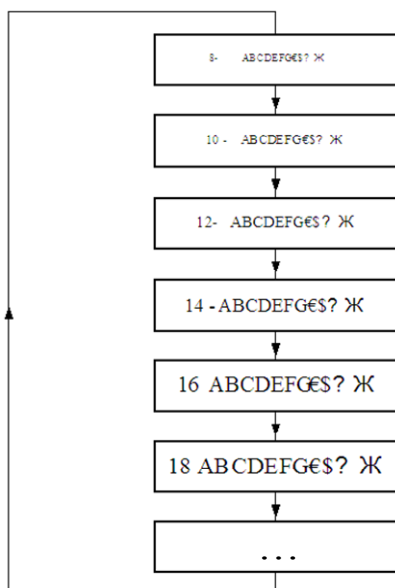 8- ABCDEFG€$? Ж
10 - ABCDEFG€$? Ж
12- ABCDEFG€$? Ж
14 - ABCDEFG€$? Ж
16 ABCDEFG€$? Ж
18 ABCDEFG€$? Ж
...